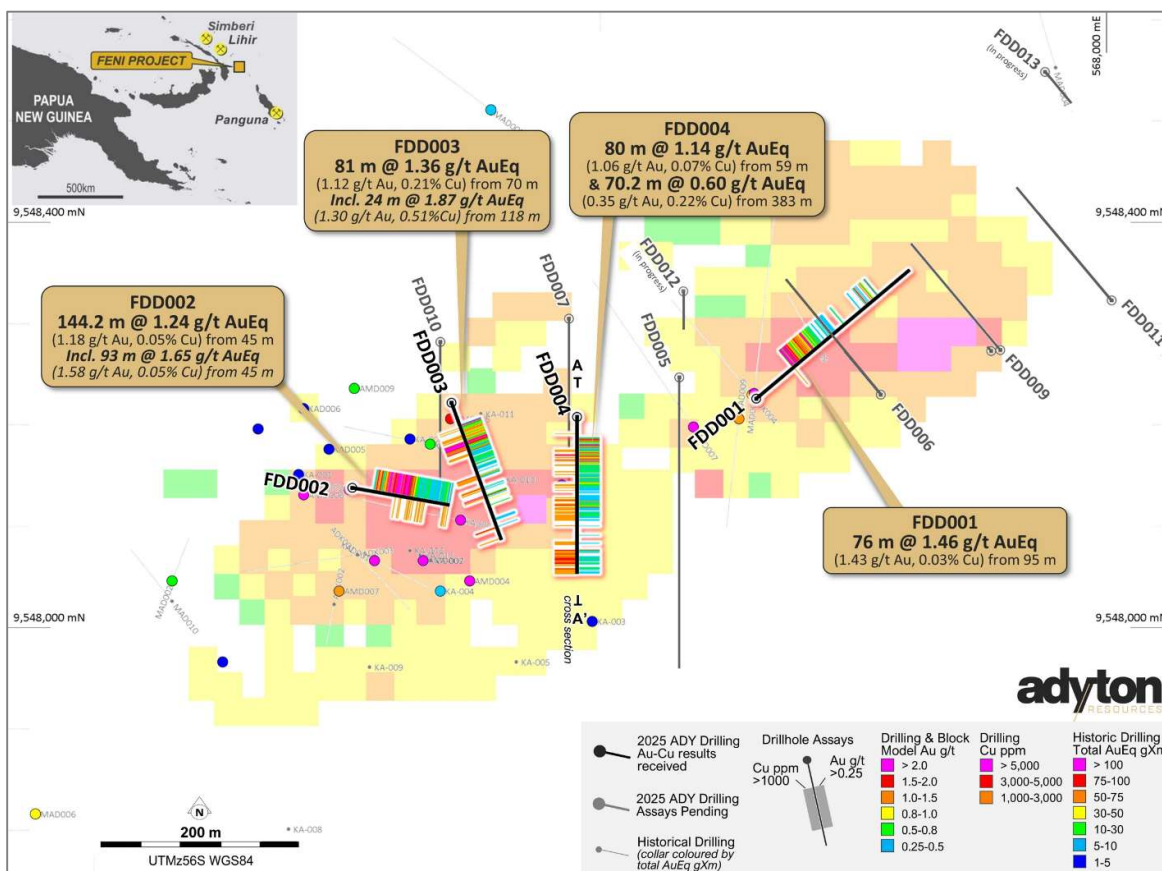 Simberi
Lihir
FENI PROJECT
PAPUA
NEW GUINEA
Panguna
500km
568,000 mE
9,548,400 mN
9,548,400 mN
9,548,000 mN
9,548,000 mN
FDD003
81 m @ 1.36 g/t AuEq
(1.12 g/t Au, 0.21% Cu) from 70 m
Incl. 24 m @ 1.87 g/t AuEq
(1.30 g/t Au, 0.51%Cu) from 118 m
FDD004
80 m @ 1.14 g/t AuEq
(1.06 g/t Au, 0.07% Cu) from 59 m
& 70.2 m @ 0.60 g/t AuEq
(0.35 g/t Au, 0.22% Cu) from 383 m
FDD002
144.2 m @ 1.24 g/t AuEq
(1.18 g/t Au, 0.05% Cu) from 45 m
Incl. 93 m @ 1.65 g/t AuEq
(1.58 g/t Au, 0.05% Cu) from 45 m
FDD001
76 m @ 1.46 g/t AuEq
(1.43 g/t Au, 0.03% Cu) from 95 m
FDD013
(in progress)
FDD012
(in progress)
FDD007
FDD010
FDD005
FDD011
FDD009
FDD006
FDD003
FDD004
FDD001
FDD002
A
A'
cross section
AMD009
KAD006
KA-011
AMD004
AMD007
KA-004
KA-003
KA-005
KA-009
MAD010
MAD006
KA-008
N
200 m
UTMz56S WGS84
adyton
RESOURCES
2025 ADY Drilling
Au-Cu results
received
2025 ADY Drilling
Assays Pending
Historical Drilling
(collar coloured by
total AuEq gXm)
Drillhole Assays
Cu ppm
>1000
Au g/t
>0.25
Drilling & Block
Model Au g/t
> 2.0
1.5-2.0
1.0-1.5
0.8-1.0
0.5-0.8
0.25-0.5
Drilling
Cu ppm
> 5,000
3,000-5,000
1,000-3,000
Historic Drilling
Total AuEq gXm
> 100
75-100
50-75
30-50
10-30
5-10
1-5